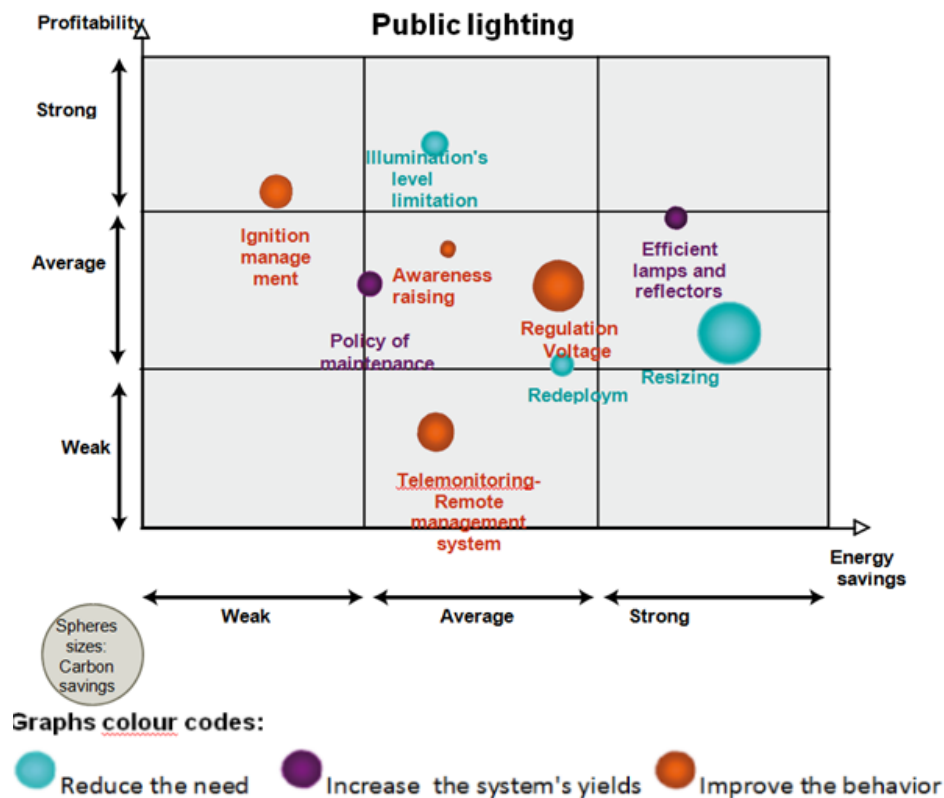 Profitability
Public lighting
Strong
Illumination's
level
limitation
Ignition
manage
ment
Average
Awareness
raising
Efficient
lamps and
reflectors
Policy of
maintenance
Regulation
Voltage
Resizing
Redeploym
Weak
Telemonitoring-
Remote
management
system
Energy
savings
Weak
Average
Strong
Spheres
sizes:
Carbon
savings
Graphs colour codes:
Reduce the need
Increase the system's yields
Improve the behavior